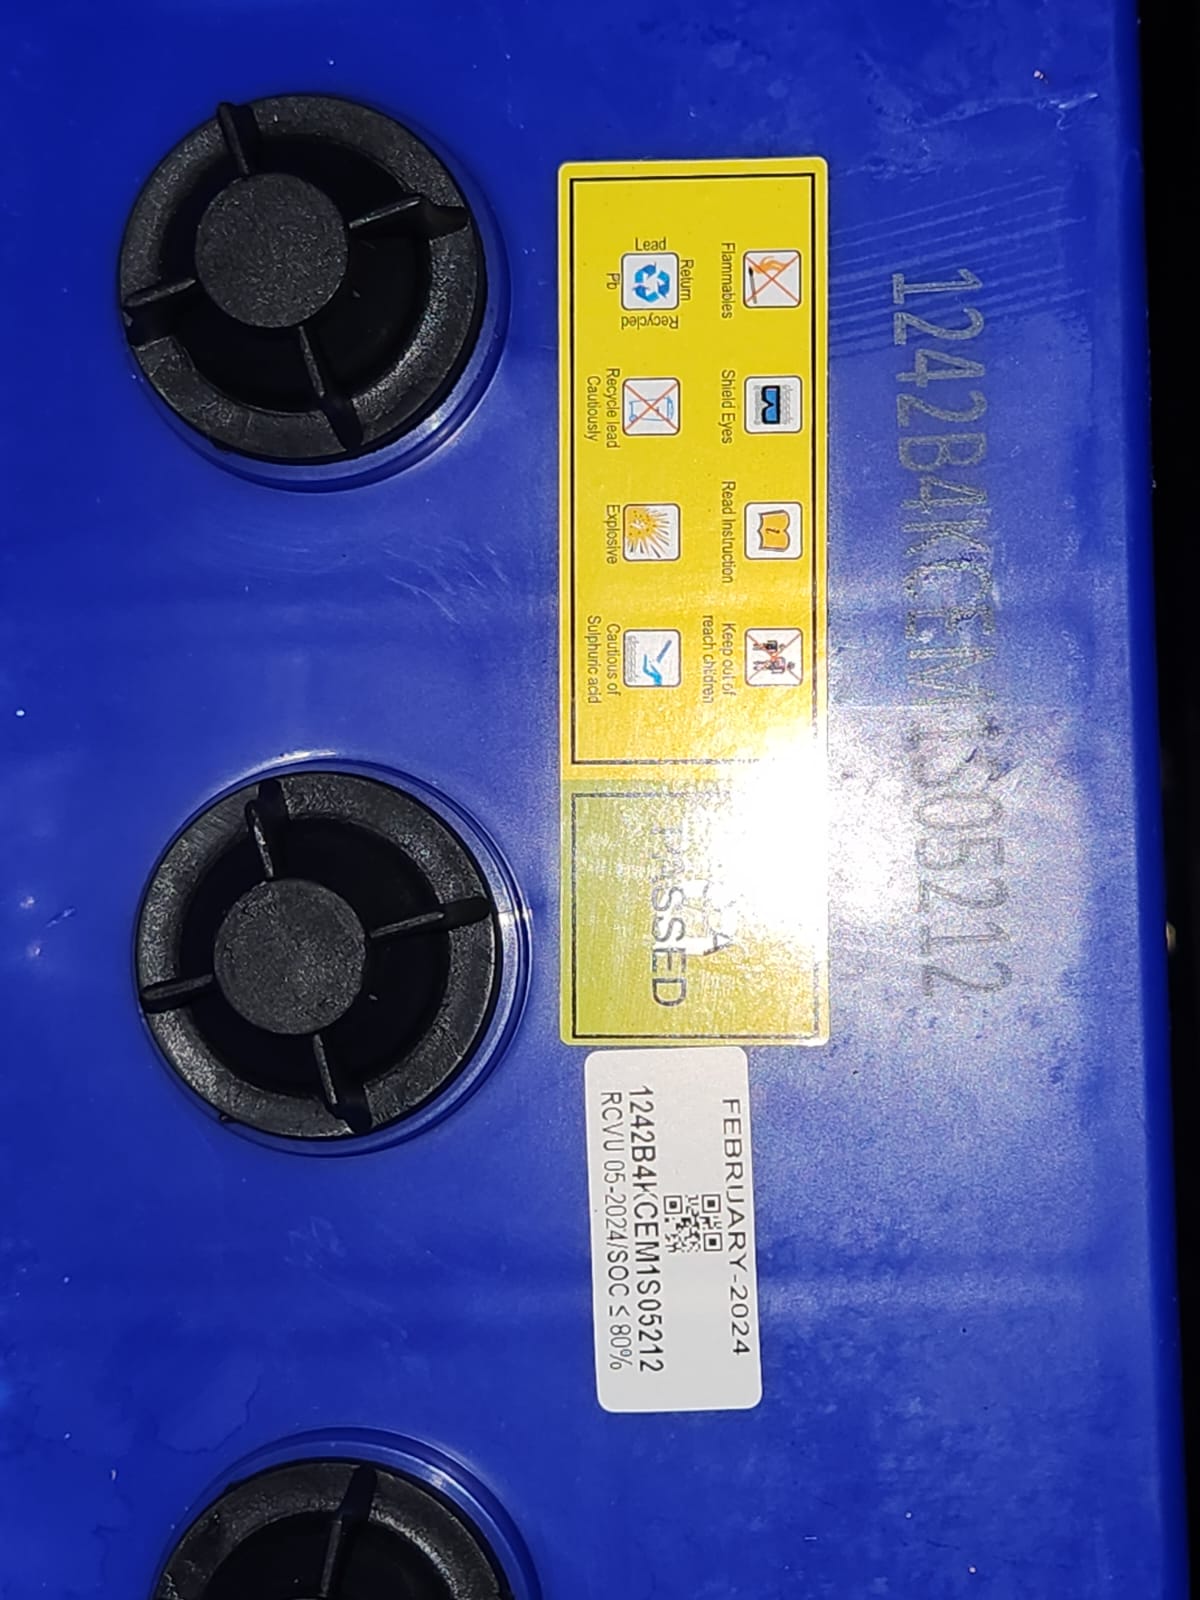 1242B4KCEM1S05212
Flammables
Shield Eyes
Read Instruction
Keep out of
reach children
Lead
Return
Recycled
Pb
Recycle lead
Cautiously
Explosive
Cautious of
Sulphuric acid
PASSED
FEBRUARY-2024
1242B4KCEM1S05212
RCVU 05-2024/SOC ≤ 80%